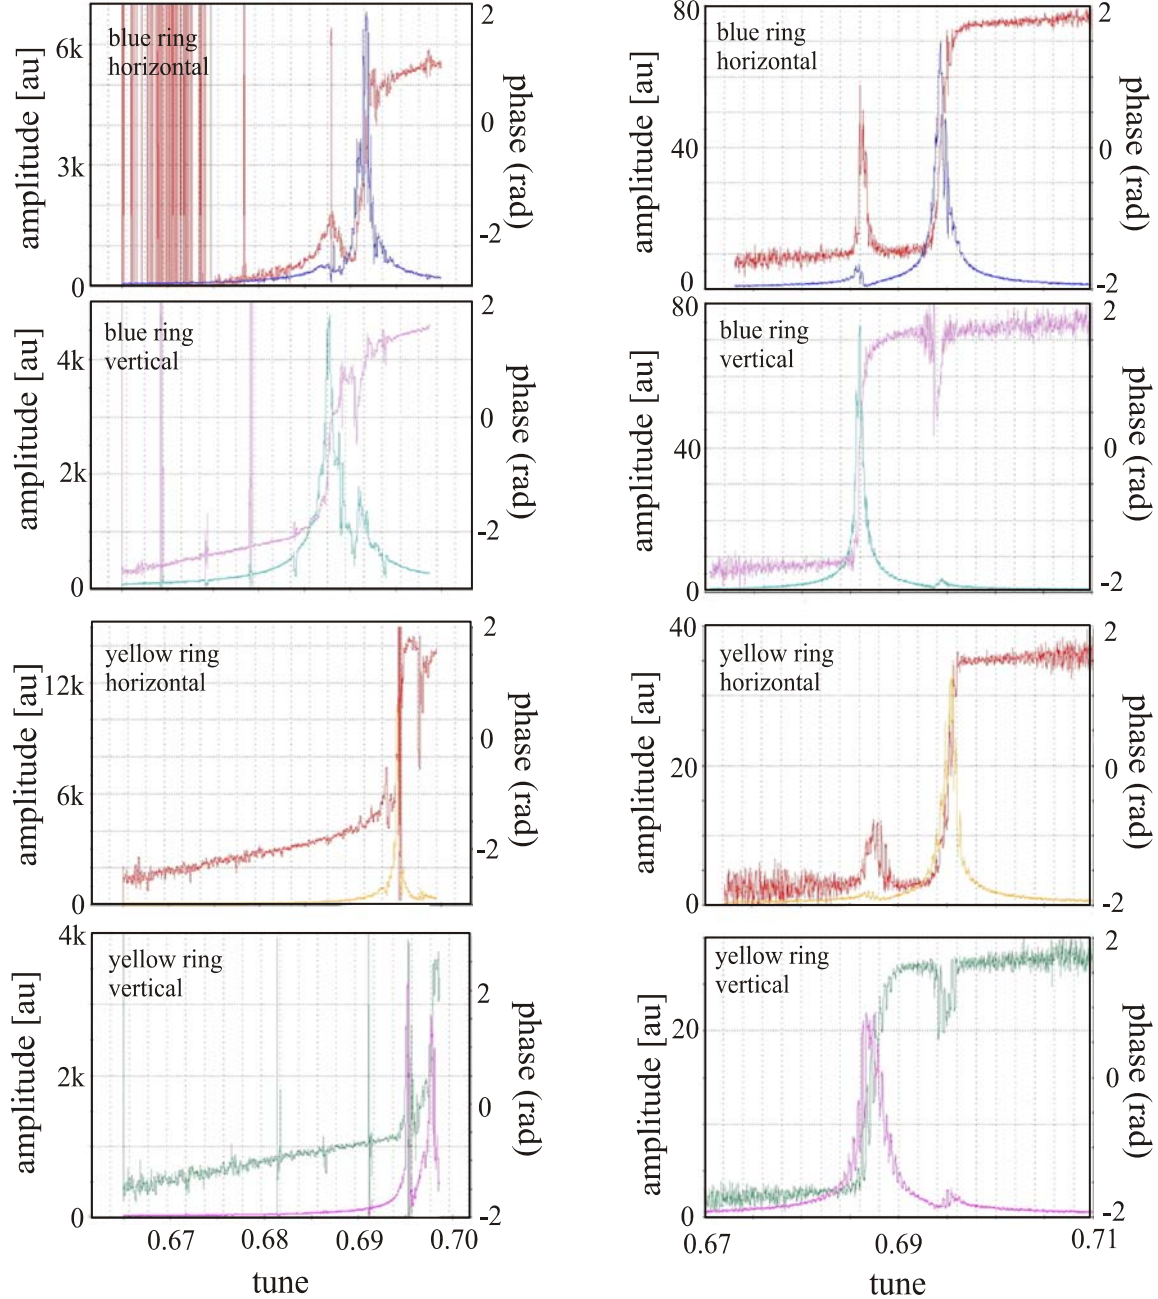 blue ring
horizontal
amplitude [au]
6k
3k
0
2
0
-2
phase (rad)
blue ring
horizontal
amplitude [au]
80
40
0
2
0
-2
phase (rad)
blue ring
vertical
amplitude [au]
4k
2k
0
2
0
-2
phase (rad)
blue ring
vertical
amplitude [au]
80
40
0
2
0
-2
phase (rad)
yellow ring
horizontal
amplitude [au]
12k
6k
0
2
0
-2
phase (rad)
yellow ring
horizontal
amplitude [au]
40
20
0
2
0
-2
phase (rad)
yellow ring
vertical
amplitude [au]
4k
2k
0
2
0
-2
phase (rad)
0.67 0.68 0.69 0.70
tune
yellow ring
vertical
amplitude [au]
20
0
2
0
-2
phase (rad)
0.67 0.69 0.71
tune